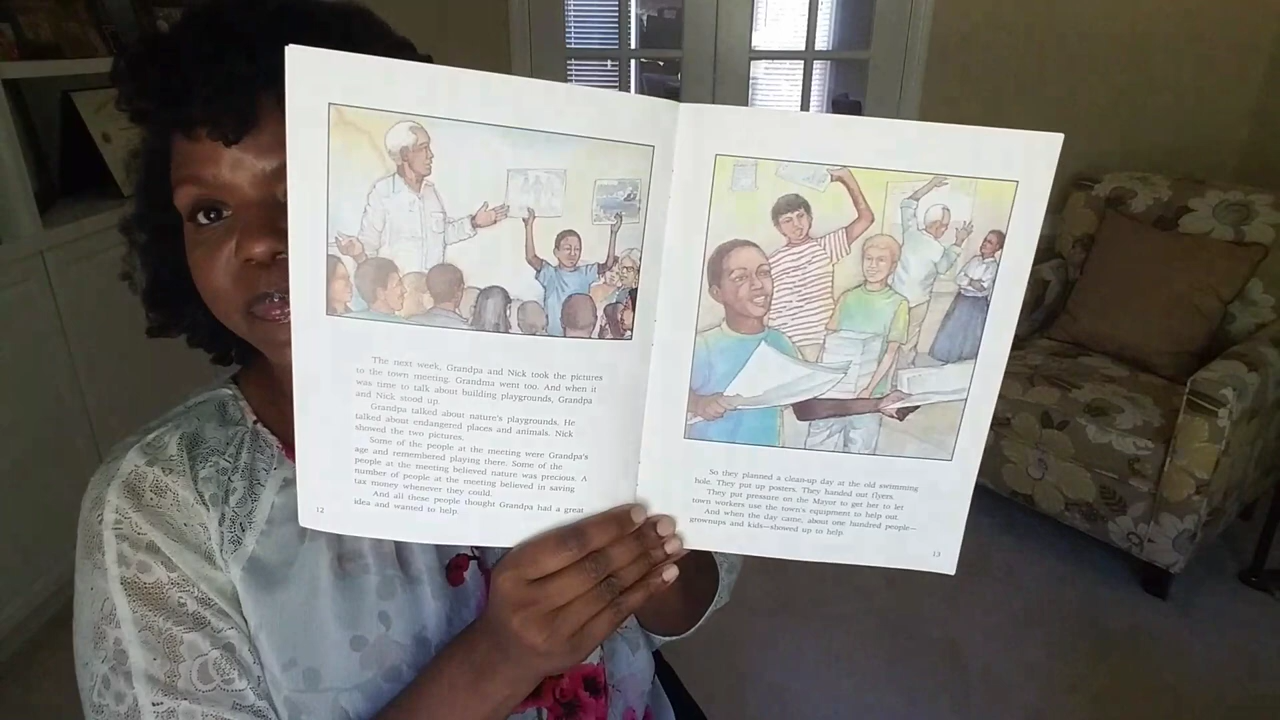 The next week, Grandpa and Nick took the pictures
to the town meeting. Grandma went too. And when it
was time to talk about building playgrounds, Grandpa
and Nick stood up.
Grandpa talked about nature's playgrounds. He
talked about endangered places and animals. Nick
showed the two pictures.
Some of the people at the meeting were Grandpa's
age and remembered playing there. Some of the
people at the meeting believed nature was precious. A
number of people at the meeting believed in saving
tax money whenever they could.
And all these people thought Grandpa had a great
idea and wanted to help.
12
So they planned a clean-up day at the old swimming
hole. They put up posters. They handed out flyers.
They put pressure on the Mayor to get her to let
town workers use the town's equipment to help out.
And when the day came, about one hundred people—
grownups and kids—showed up to help.
13